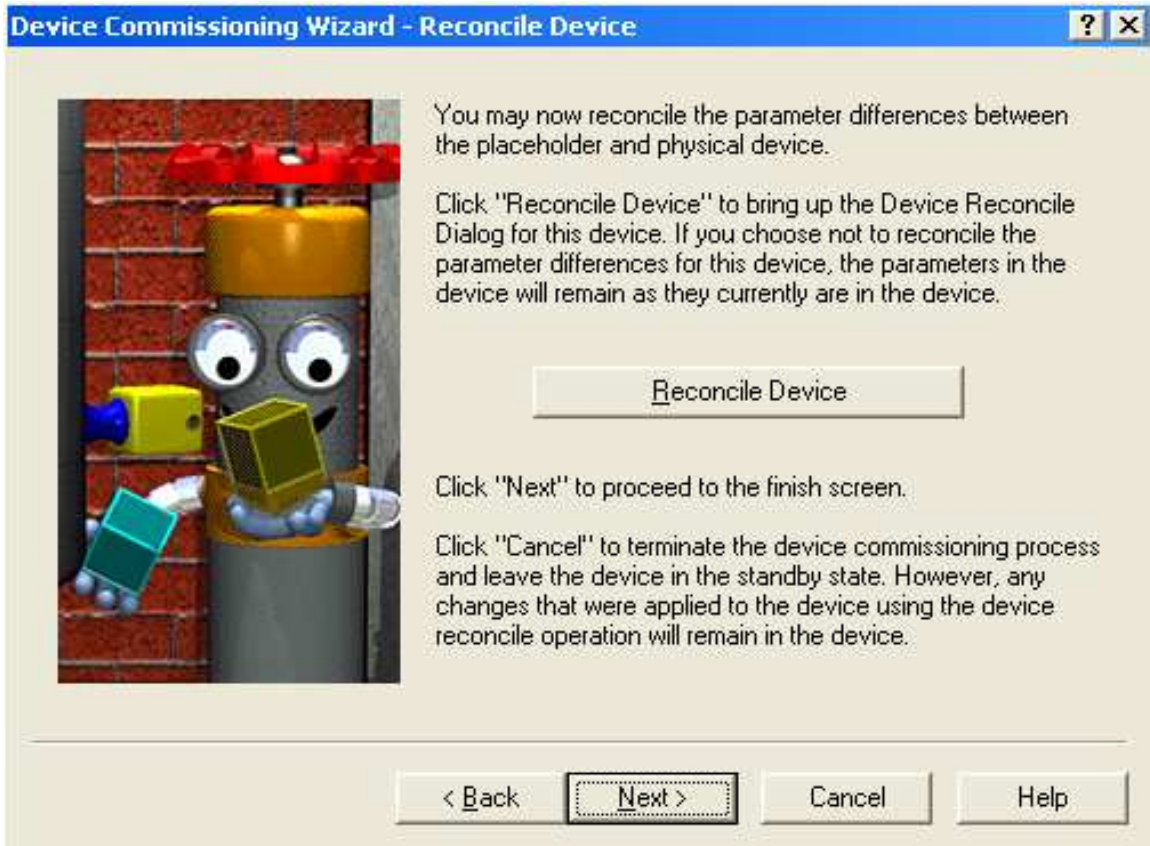 Device Commissioning Wizard - Reconcile Device
You may now reconcile the parameter differences between
the placeholder and physical device.
Click "Reconcile Device" to bring up the Device Reconcile
Dialog for this device. If you choose not to reconcile the
parameter differences for this device, the parameters in the
device will remain as they currently are in the device.
Reconcile Device
Click "Next" to proceed to the finish screen.
Click "Cancel" to terminate the device commissioning process
and leave the device in the standby state. However, any
changes that were applied to the device using the device
reconcile operation will remain in the device.
< Back
Next >
Cancel
Help